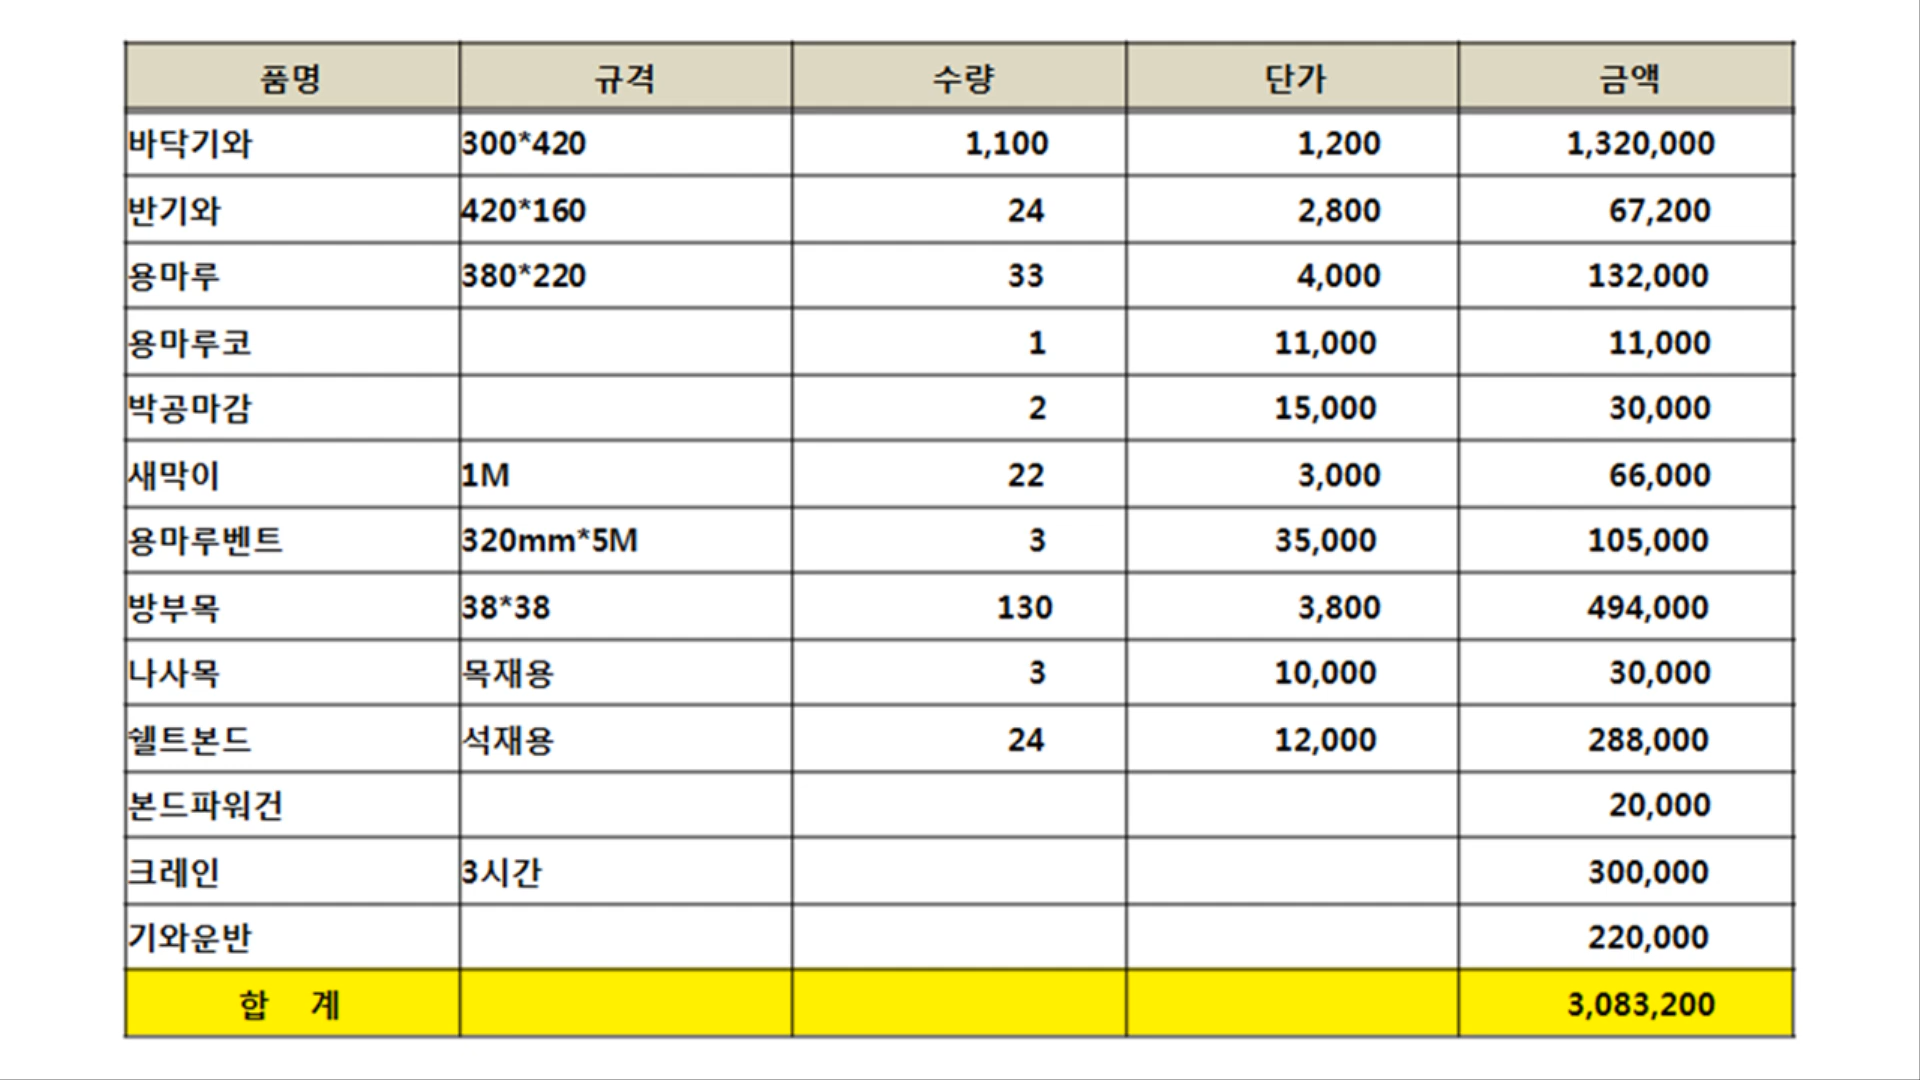 품명 규격 수량 단가 금액
바닥기와 300*420 1,100 1,200 1,320,000
반기와 420*160 24 2,800 67,200
용마루 380*220 33 4,000 132,000
용마루코 1 11,000 11,000
박공마감 2 15,000 30,000
새막이 1M 22 3,000 66,000
용마루벤트 320mm*5M 3 35,000 105,000
방부목 38*38 130 3,800 494,000
나사목 목재용 3 10,000 30,000
쉘트본드 석재용 24 12,000 288,000
본드파워건 20,000
크레인 3시간 300,000
기와운반 220,000
합 계 3,083,200